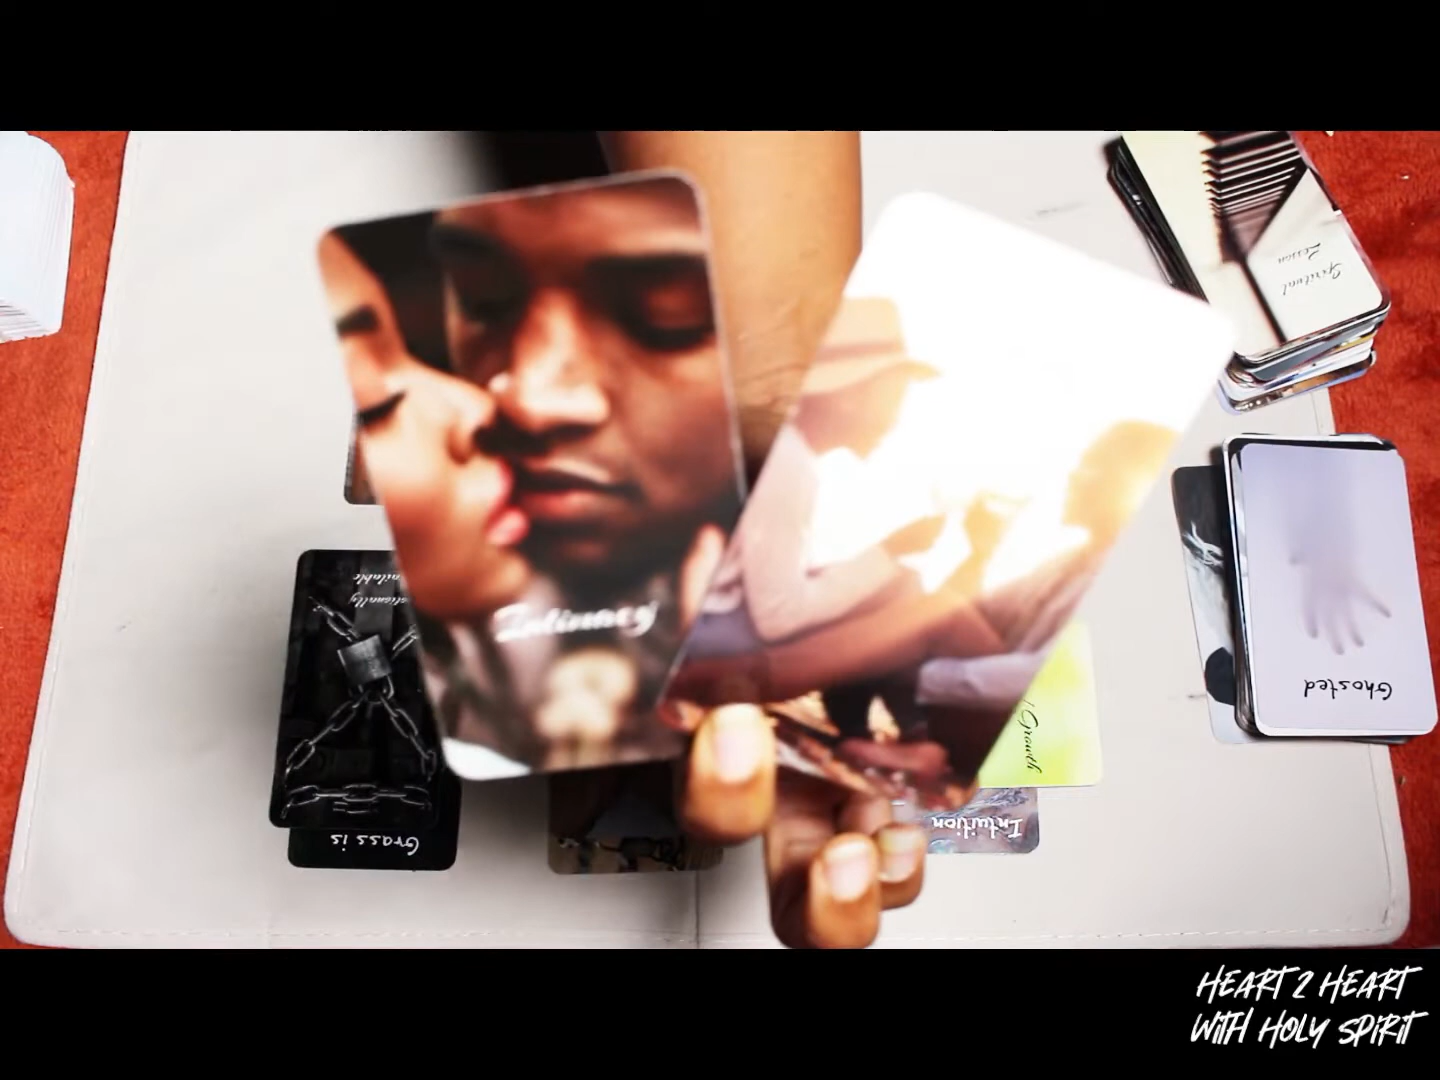 Spiritual
Lesson
Intimacy
Ghosted
Growth
Intuition
Grass is
HEART 2 HEART
WITH HOLY SPIRIT